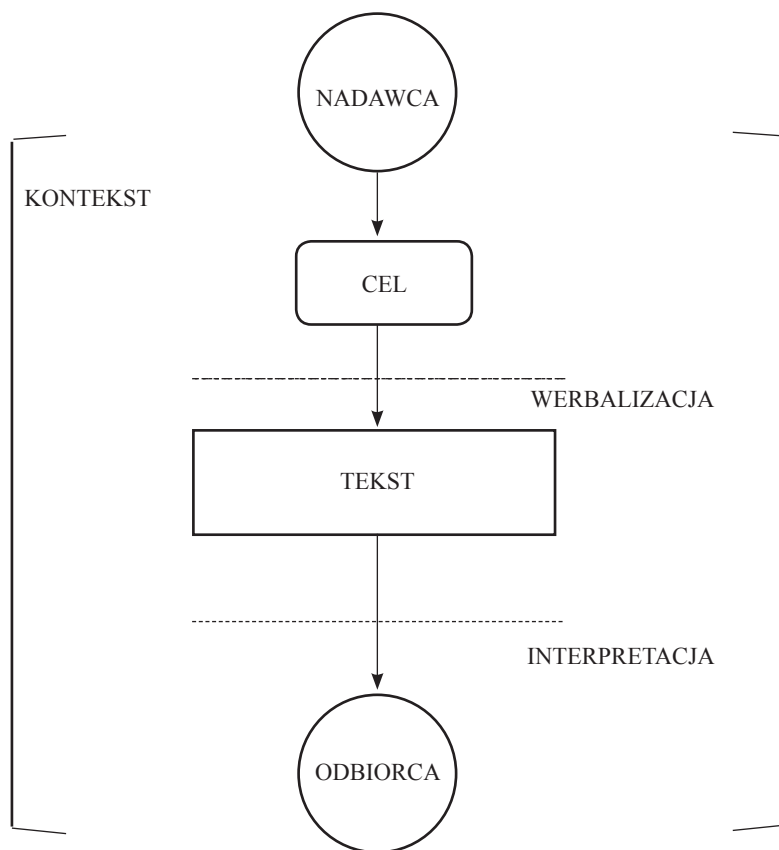 NADAWCA
KONTEKST
CEL
WERBALIZACJA
TEKST
INTERPRETACJA
ODBIORCA